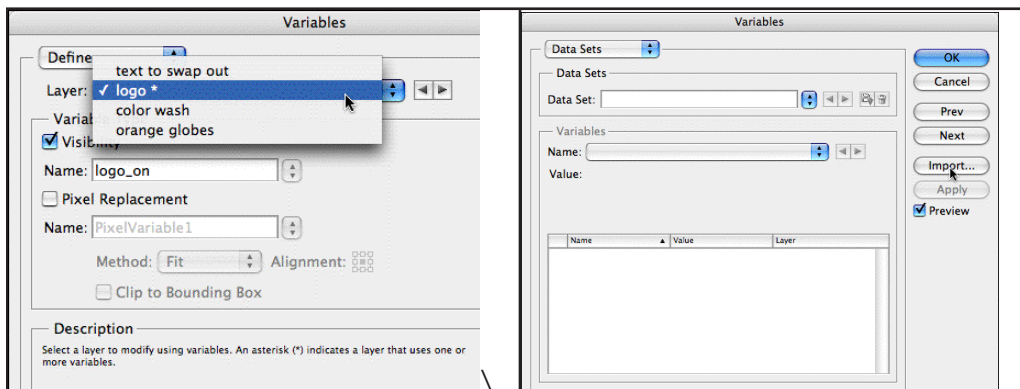 Variables
Define
text to swap out
Layer: ✓ logo *
color wash
orange globes
Variab
Visibility
Name: logo_on
Pixel Replacement
Name: PixelVariable1
Method: Fit Alignment:
Clip to Bounding Box
Description
Select a layer to modify using variables. An asterisk (*) indicates a layer that uses one or
more variables.
\
Variables
Data Sets
Data Sets
Data Set:
Variables
Name:
Value:
Name Value Layer
OK
Cancel
Prev
Next
Import...
Apply
Preview